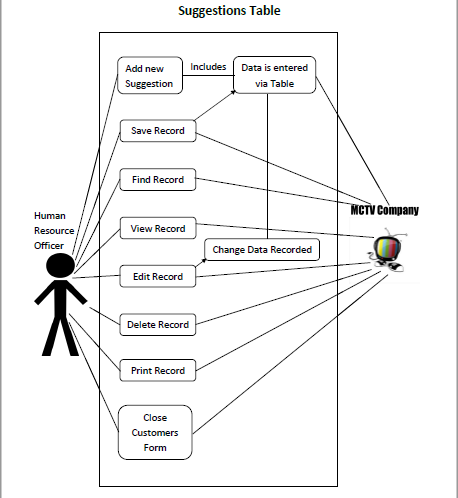 Suggestions Table
Add new
Suggestion
Includes
Data is entered
via Table
Save Record
Find Record
MCTV Company
Human
Resource
Officer
View Record
Change Data Recorded
Edit Record
Delete Record
Print Record
Close
Customers
Form